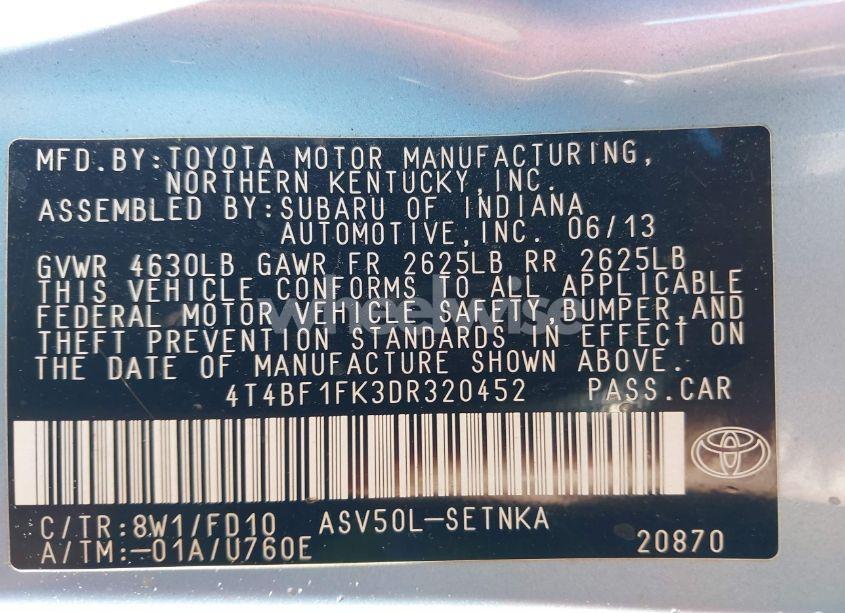 MFD.BY:TOYOTA MOTOR MANUFACTURING,
NORTHERN KENTUCKY,INC.
ASSEMBLED BY:SUBARU OF INDIANA
AUTOMOTIVE,INC. 06/13
GVWR 4630LB GAWR FR 2625LB RR 2625LB
THIS VEHICLE CONFORMS TO ALL APPLICABLE
FEDERAL MOTOR VEHICLE SAFETY,BUMPER,AND
THEFT PREVENTION STANDARDS IN EFFECT ON
THE DATE OF MANUFACTURE SHOWN ABOVE.
wheelwise
4T4BF1FK3DR320452 PASS.CAR
C/TR:8W1/FD10 ASV50L-SETNKA
A/TM:-01A/U760E 20870